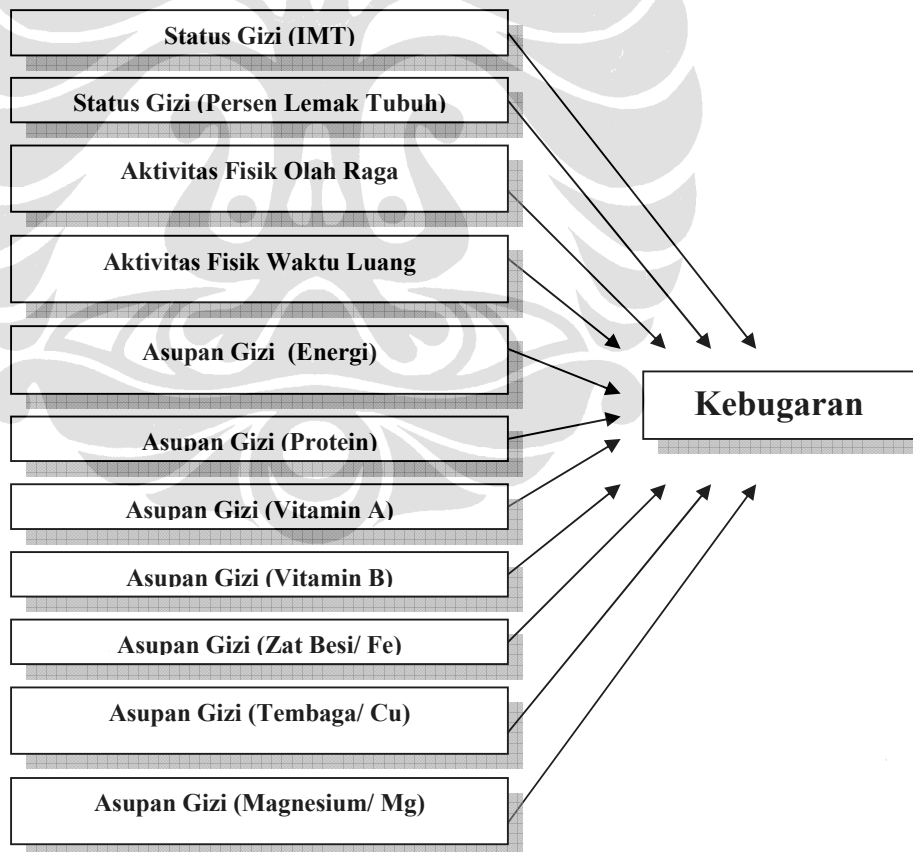 Status Gizi (IMT)
Status Gizi (Persen Lemak Tubuh)
Aktivitas Fisik Olah Raga
Aktivitas Fisik Waktu Luang
Asupan Gizi (Energi)
Kebugaran
Asupan Gizi (Protein)
Asupan Gizi (Vitamin A)
Asupan Gizi (Vitamin B)
Asupan Gizi (Zat Besi/ Fe)
Asupan Gizi (Tembaga/ Cu)
Asupan Gizi (Magnesium/ Mg)